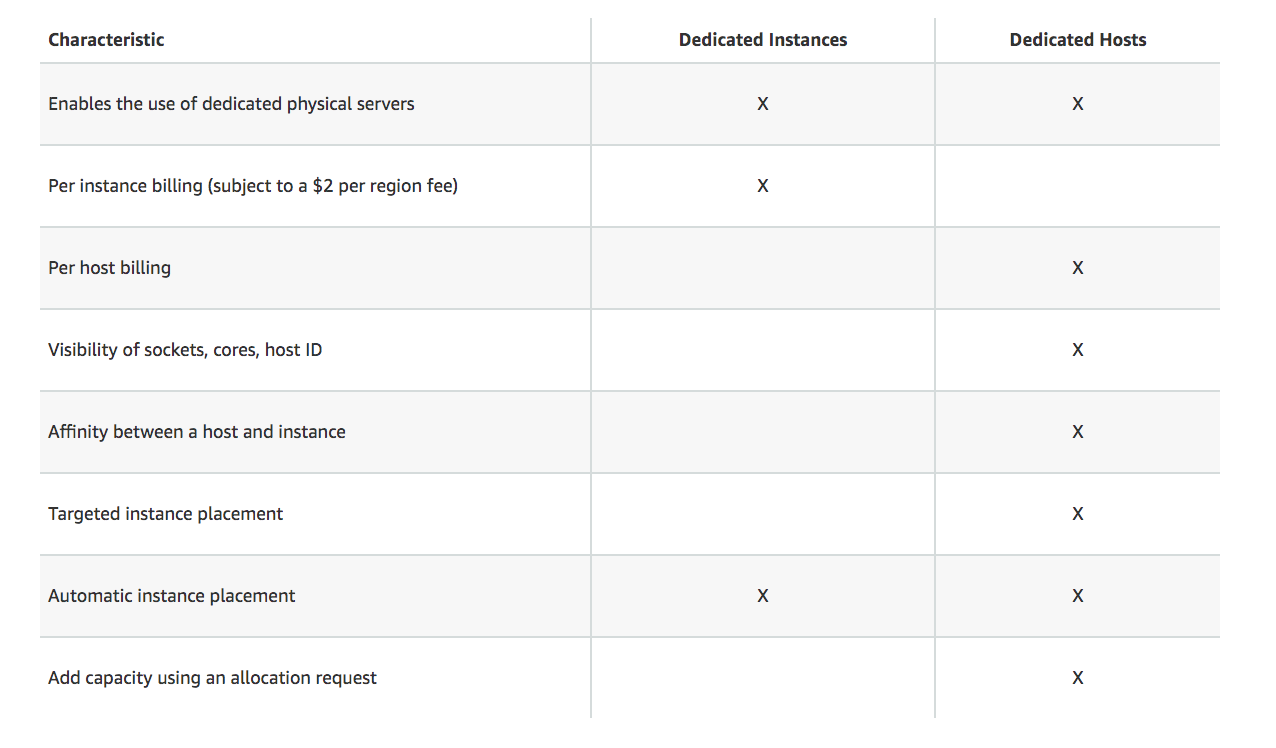 Characteristic Dedicated Instances Dedicated Hosts
Enables the use of dedicated physical servers X X
Per instance billing (subject to a $2 per region fee) X
Per host billing X
Visibility of sockets, cores, host ID X
Affinity between a host and instance X
Targeted instance placement X
Automatic instance placement X X
Add capacity using an allocation request X